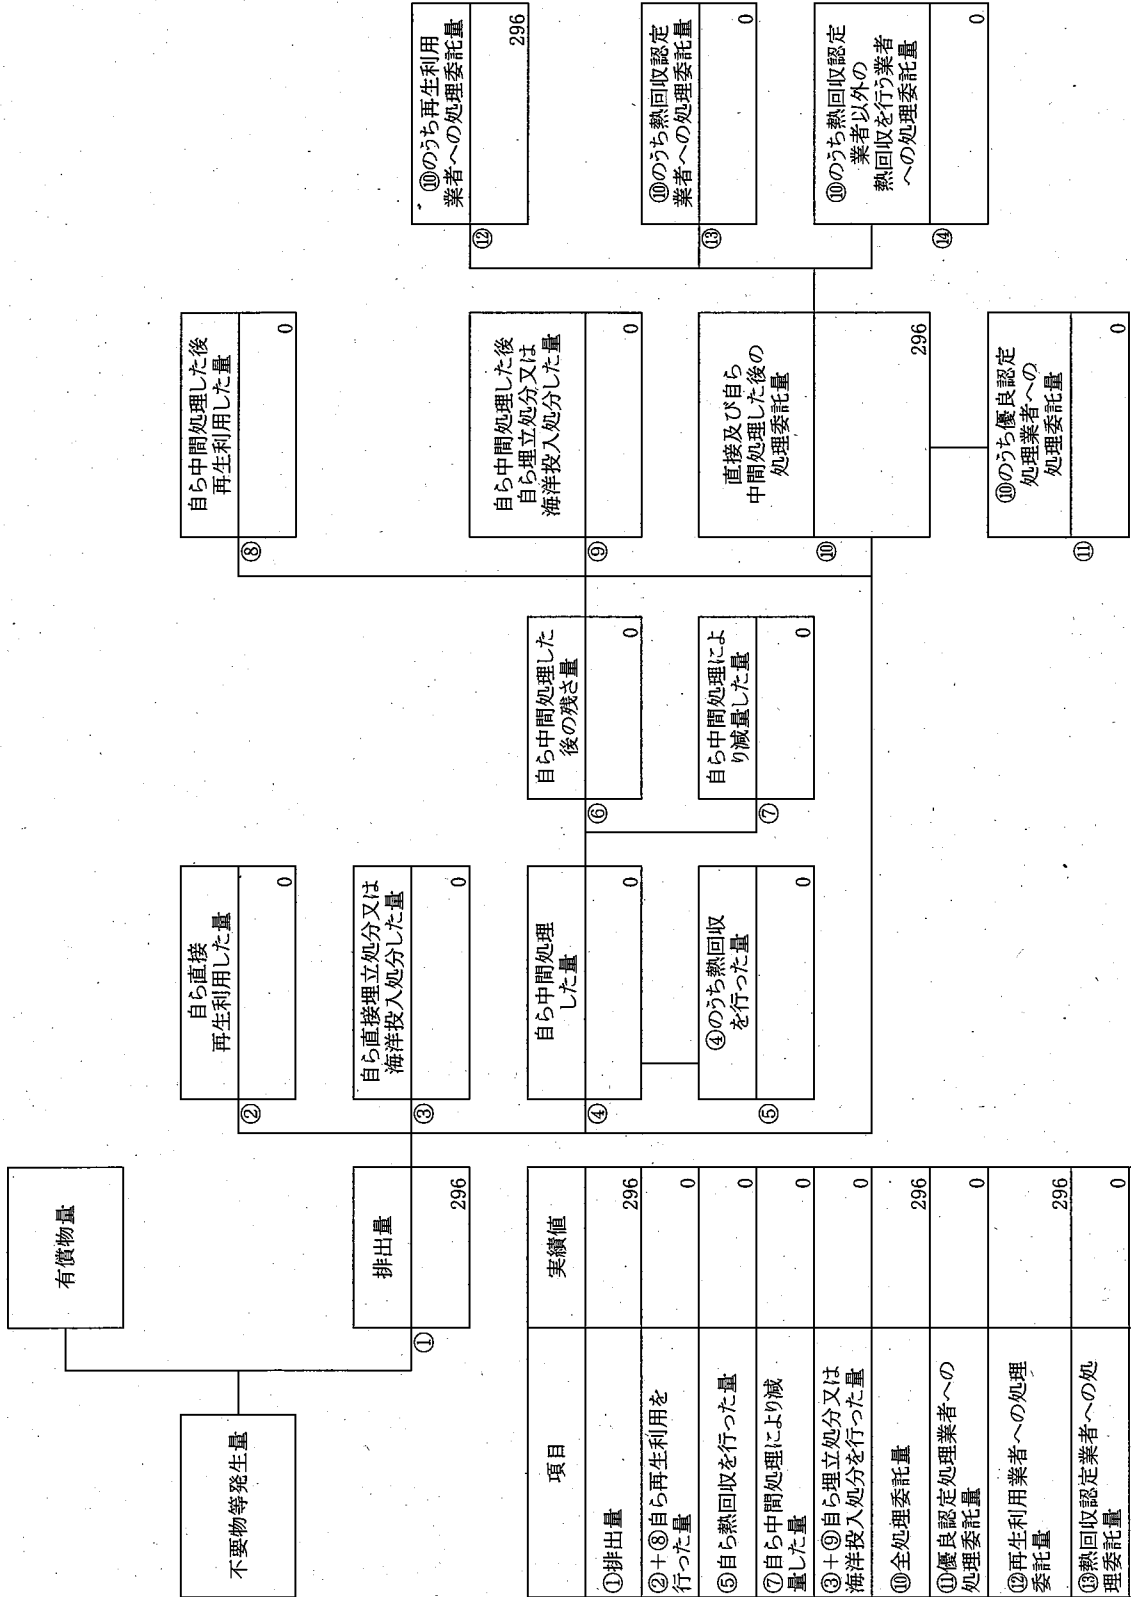 不要物等発生量
有償物量
排出量
①
296
自ら直接
再生利用した量
②
0
自ら直接埋立処分又は
海洋投入処分した量
③
0
自ら中間処理
した量
④
0
④のうち熱回収
を行った量
⑤
0
自ら中間処理した
後の残さ量
⑥
0
自ら中間処理によ
り減量した量
⑦
0
自ら中間処理した後
再生利用した量
⑧
0
自ら中間処理した後
自ら埋立処分又は
海洋投入処分した量
⑨
0
直接及び自ら
中間処理した後の
処理委託量
⑩
296
⑩のうち優良認定
処理業者への
処理委託量
⑪
0
⑩のうち再生利用
業者への処理委託量
⑫
296
⑩のうち熱回収認定
業者への処理委託量
⑬
0
⑩のうち熱回収認定
業者以外の
熱回収を行う業者
への処理委託量
⑭
0
項目 実績値
①排出量 296
②+⑧自ら再生利用を
行った量 0
⑤自ら熱回収を行った量 0
⑦自ら中間処理により減
量した量 0
③+⑨自ら埋立処分又は
海洋投入処分を行った量 0
⑩全処理委託量 296
⑪優良認定処理業者への
処理委託量 0
⑫再生利用業者への処理
委託量 296
⑬熱回収認定業者への処
理委託量 0